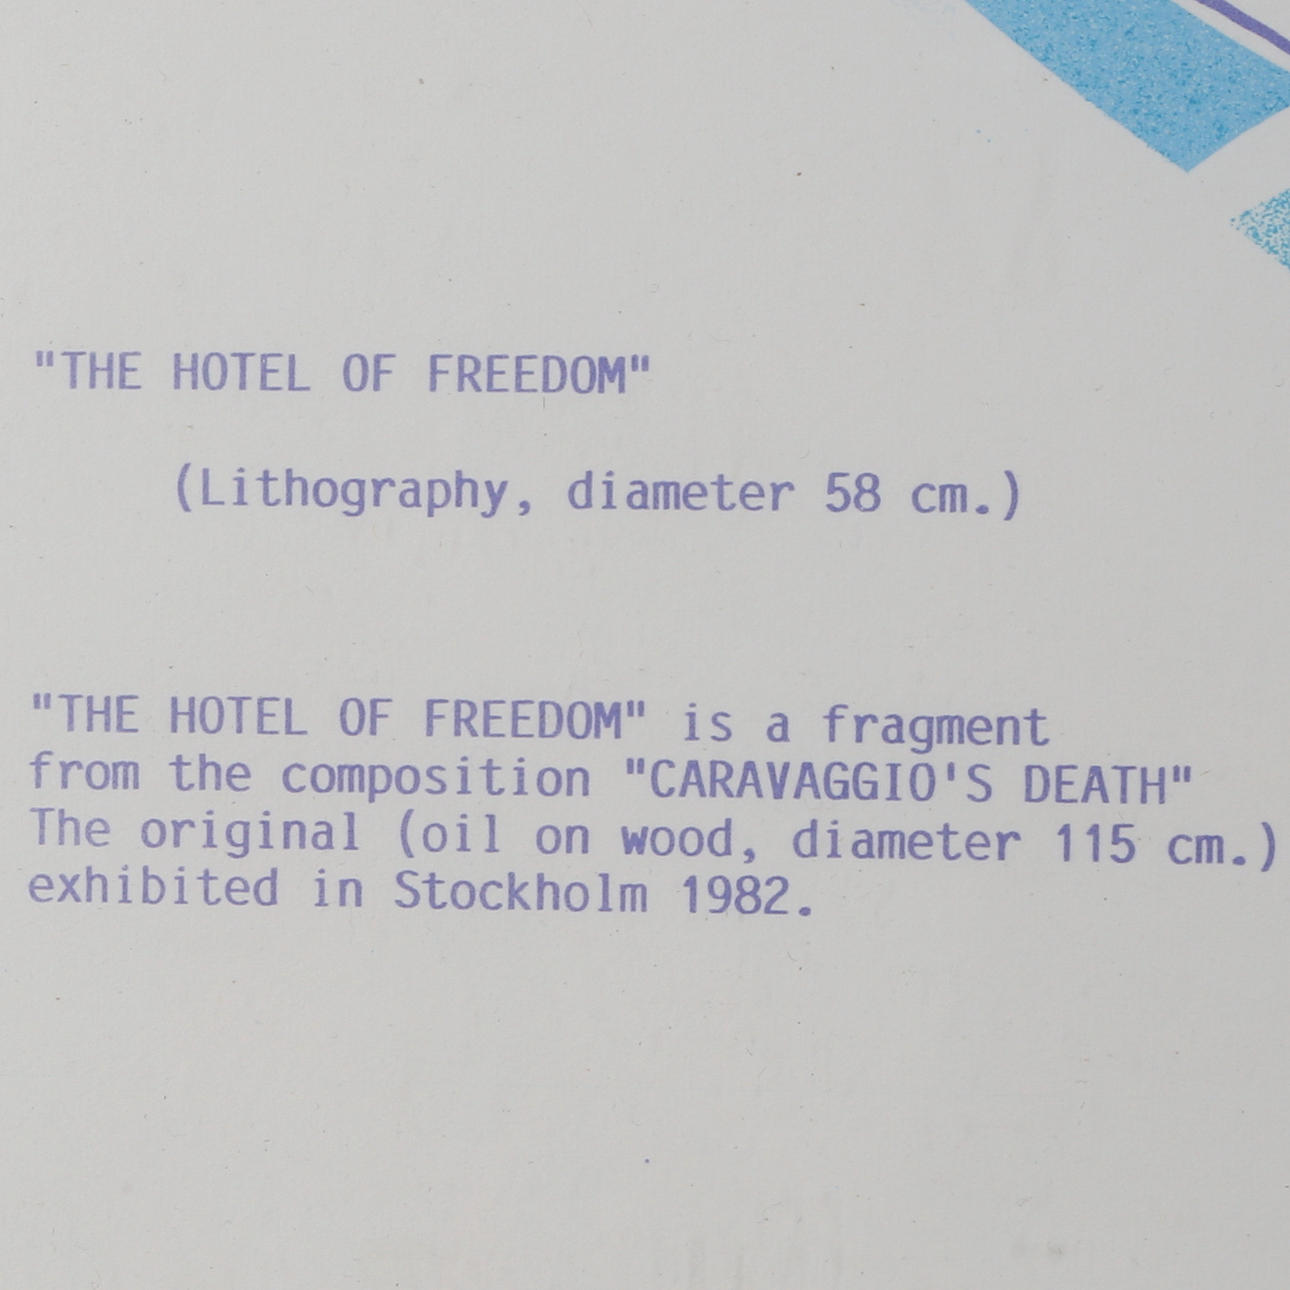 "THE HOTEL OF FREEDOM"
(Lithography, diameter 58 cm.)
"THE HOTEL OF FREEDOM" is a fragment
from the composition "CARAVAGGIO'S DEATH"
The original (oil on wood, diameter 115 cm.)
exhibited in Stockholm 1982.